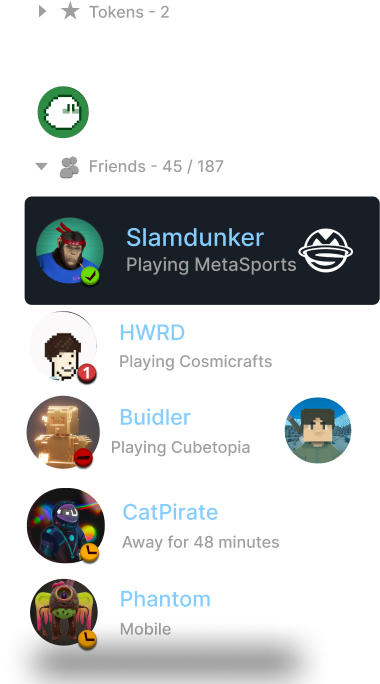 Tokens - 2
Friends - 45 / 187
Slamdunker
Playing MetaSports
HWRD
Playing Cosmicrafts
1
Buidler
Playing Cubetopia
CatPirate
Away for 48 minutes
Phantom
Mobile